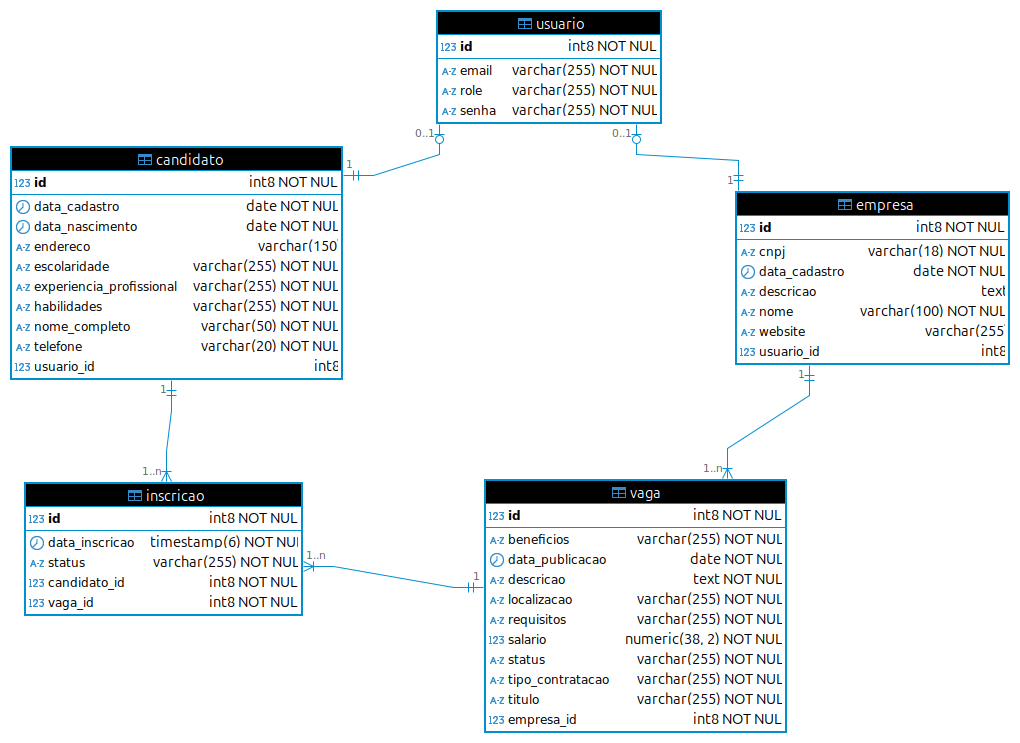 usuario
123 id int8 NOT NUL
A-Z email varchar(255) NOT NUL
A-Z role varchar(255) NOT NUL
A-Z senha varchar(255) NOT NUL
0..1
0..1
1
1
candidato
123 id int8 NOT NUL
data_cadastro date NOT NUL
data_nascimento date NOT NUL
A-Z endereco varchar(150
A-Z escolaridade varchar(255) NOT NUL
A-Z experiencia_profissional varchar(255) NOT NUL
A-Z habilidades varchar(255) NOT NUL
A-Z nome_completo varchar(50) NOT NUL
A-Z telefone varchar(20) NOT NUL
123 usuario_id int8
empresa
123 id int8 NOT NUL
A-Z cnpj varchar(18) NOT NUL
data_cadastro date NOT NUL
A-Z descricao text
A-Z nome varchar(100) NOT NUL
A-Z website varchar(255
123 usuario_id int8
1
1
1..n
1..n
inscricao
123 id int8 NOT NUL
data_inscricao timestamp(6) NOT NUL
A-Z status varchar(255) NOT NUL
123 candidato_id int8 NOT NUL
123 vaga_id int8 NOT NUL
1..n
1
vaga
123 id int8 NOT NUL
A-Z beneficios varchar(255) NOT NUL
data_publicacao date NOT NUL
A-Z descricao text NOT NUL
A-Z localizacao varchar(255) NOT NUL
A-Z requisitos varchar(255) NOT NUL
123 salario numeric(38, 2) NOT NUL
A-Z status varchar(255) NOT NUL
A-Z tipo_contratacao varchar(255) NOT NUL
A-Z titulo varchar(255) NOT NUL
123 empresa_id int8 NOT NUL